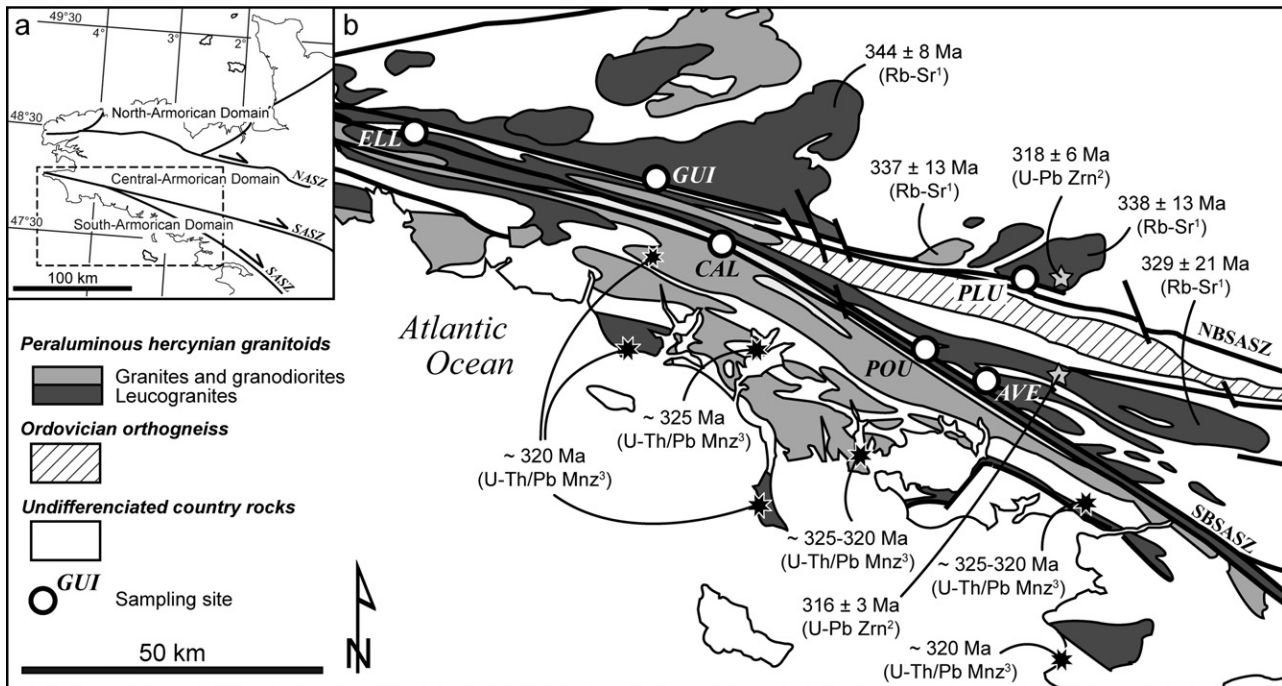 a
49°30
4°
3°
2°
North-Armorican Domain
48°30
Central-Armorican Domain
NASZ
47°30
South-Armorican Domain
SASZ
SASZ
100 km
Peraluminous hercynian granitoids
Granites and granodiorites
Leucogranites
Ordovician orthogneiss
Undifferenciated country rocks
GUI
Sampling site
50 km
N
b
344 ± 8 Ma
(Rb-Sr¹)
ELL
GUI
337 ± 13 Ma
(Rb-Sr¹)
318 ± 6 Ma
(U-Pb Zrn²)
338 ± 13 Ma
(Rb-Sr¹)
CAL
PLU
329 ± 21 Ma
(Rb-Sr¹)
Atlantic
Ocean
NBSASZ
POU
AVE
~ 325 Ma
(U-Th/Pb Mnz³)
~ 320 Ma
(U-Th/Pb Mnz³)
SBSASZ
~ 325-320 Ma
(U-Th/Pb Mnz³)
~ 325-320 Ma
(U-Th/Pb Mnz³)
316 ± 3 Ma
(U-Pb Zrn²)
~ 320 Ma
(U-Th/Pb Mnz³)